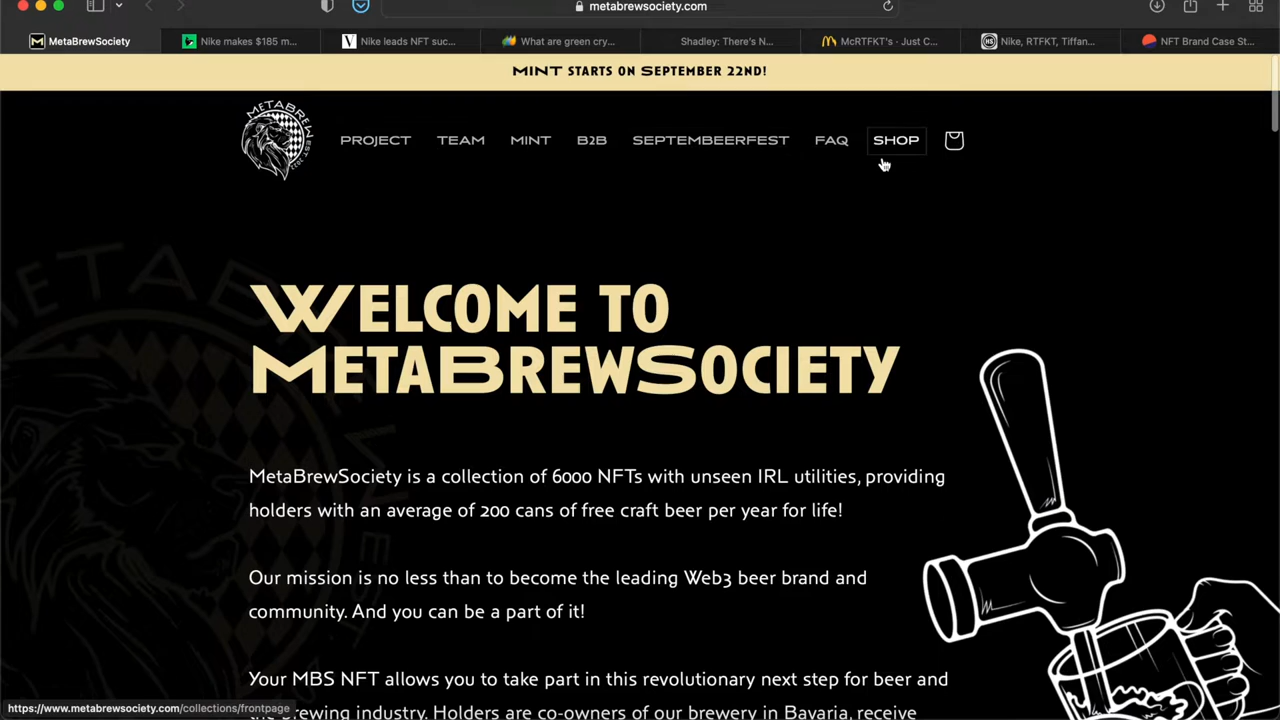 metabrewsociety.com
MetaBrewSociety
Nike makes $185 m...
Nike leads NFT suc...
What are green cry...
Shadley: There's N...
McRTFKT's · Just C...
Nike, RTFKT, Tiffan...
NFT Brand Case St...
MINT STARTS ON SEPTEMBER 22ND!
METABREW
EST 2021
PROJECT
TEAM
MINT
B2B
SEPTEMBEERFEST
FAQ
SHOP
WELCOME TO
METABREWSOCIETY
MetaBrewSociety is a collection of 6000 NFTs with unseen IRL utilities, providing
holders with an average of 200 cans of free craft beer per year for life!
Our mission is no less than to become the leading Web3 beer brand and
community. And you can be a part of it!
Your MBS NFT allows you to take part in this revolutionary next step for beer and
the brewing industry. Holders are co-owners of our brewery in Bavaria, receive
https://www.metabrewsociety.com/collections/frontpage